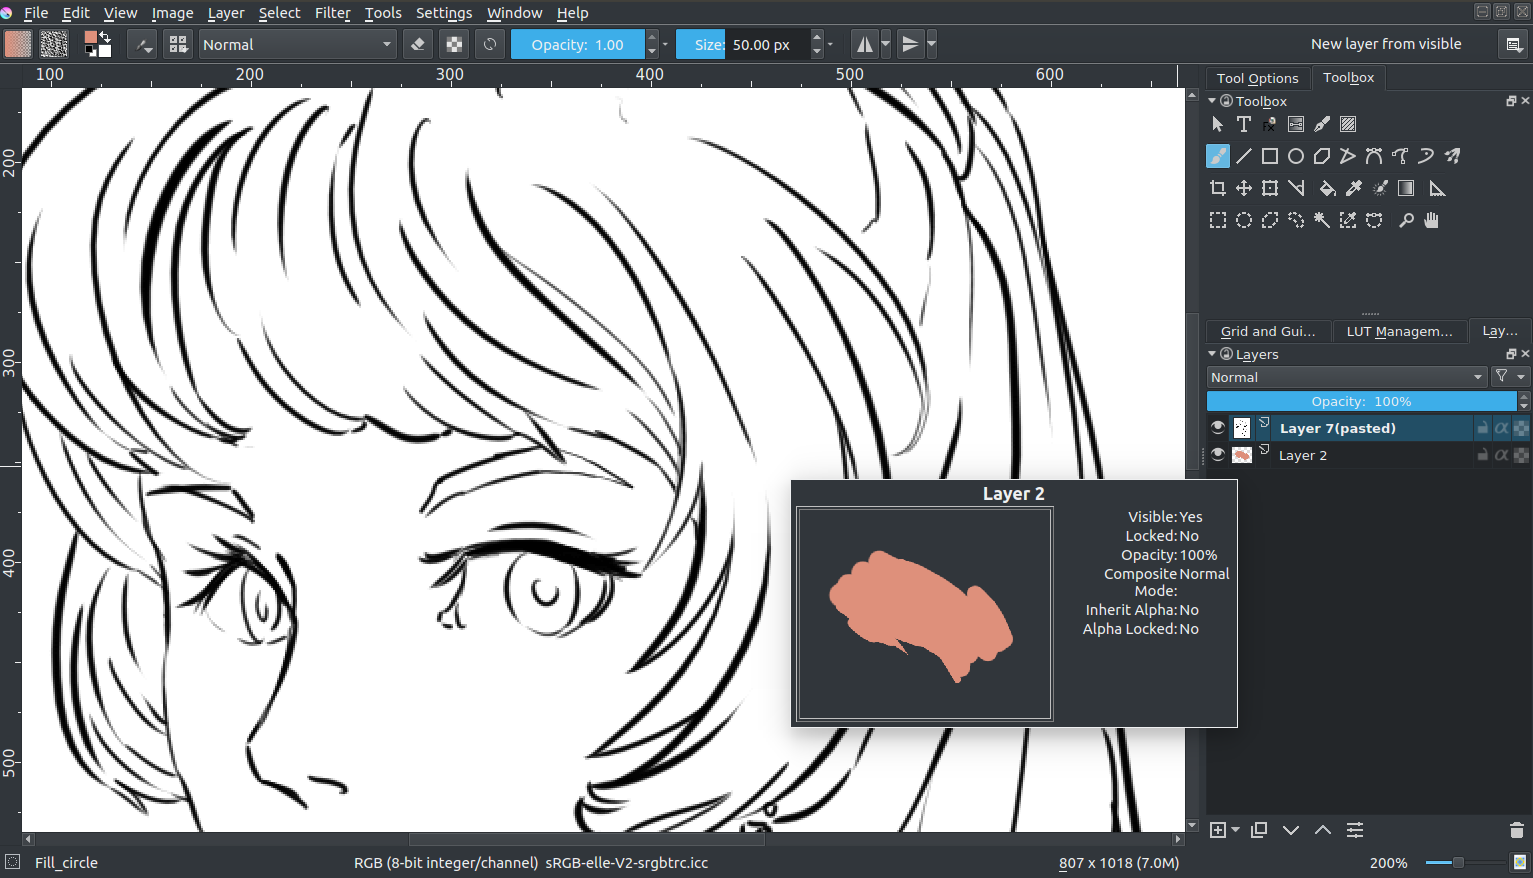 File Edit View Image Layer Select Filter Tools Settings Window Help
Normal Opacity: 1.00 Size: 50.00 px New layer from visible
100 200 300 400 500 600
Tool Options Toolbox
Toolbox
T
200
300
400
500
Grid and Gui... LUT Managem... Lay...
Layers
Normal
Opacity: 100%
Layer 7(pasted)
Layer 2
Layer 2
Visible: Yes
Locked: No
Opacity: 100%
Composite Normal
Mode:
Inherit Alpha: No
Alpha Locked: No
Fill_circle RGB (8-bit integer/channel) sRGB-elle-V2-srgbtrc.icc 807 x 1018 (7.0M) 200%